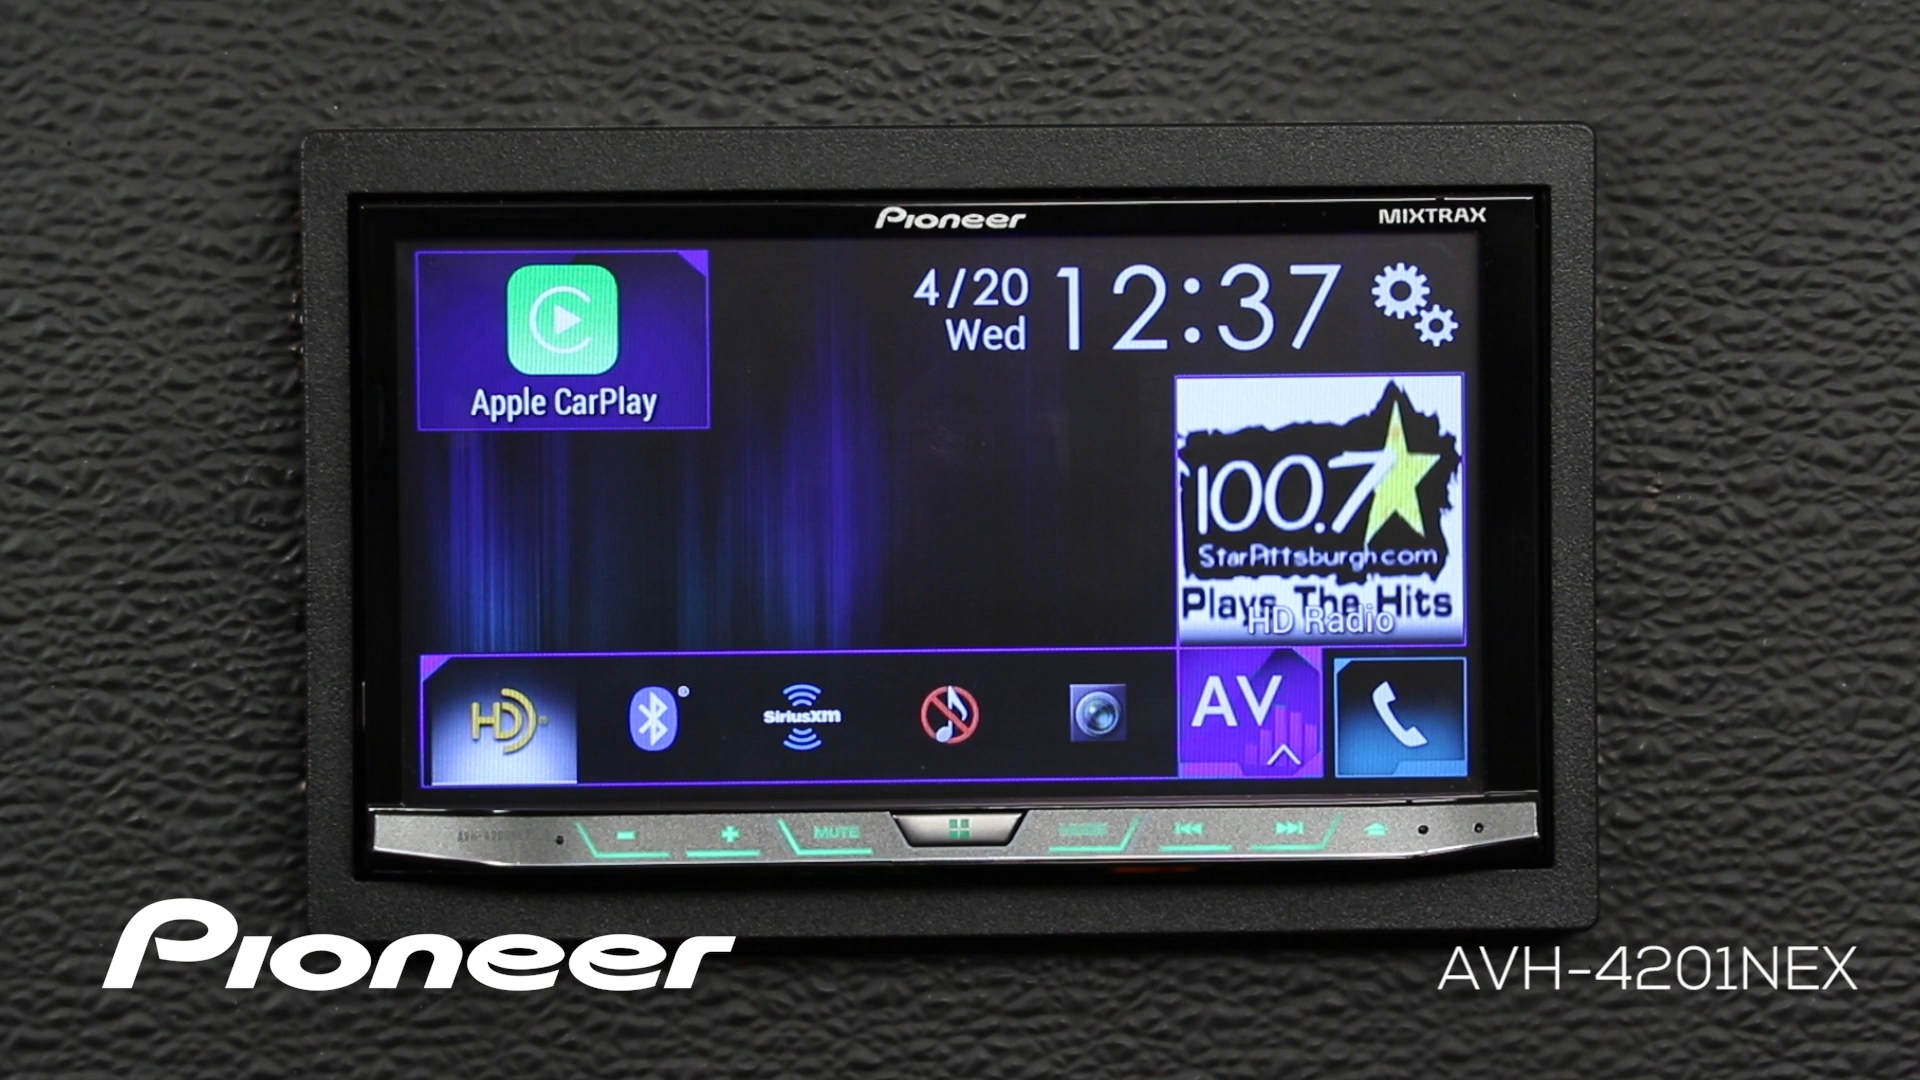 Pioneer
MIXTRAX
Apple CarPlay
4/20
Wed
12:37
100.7
StarPittsburgh.com
Plays The Hits
HD Radio
HD
SiriusXM
AV
MUTE
Pioneer
AVH-4201NEX